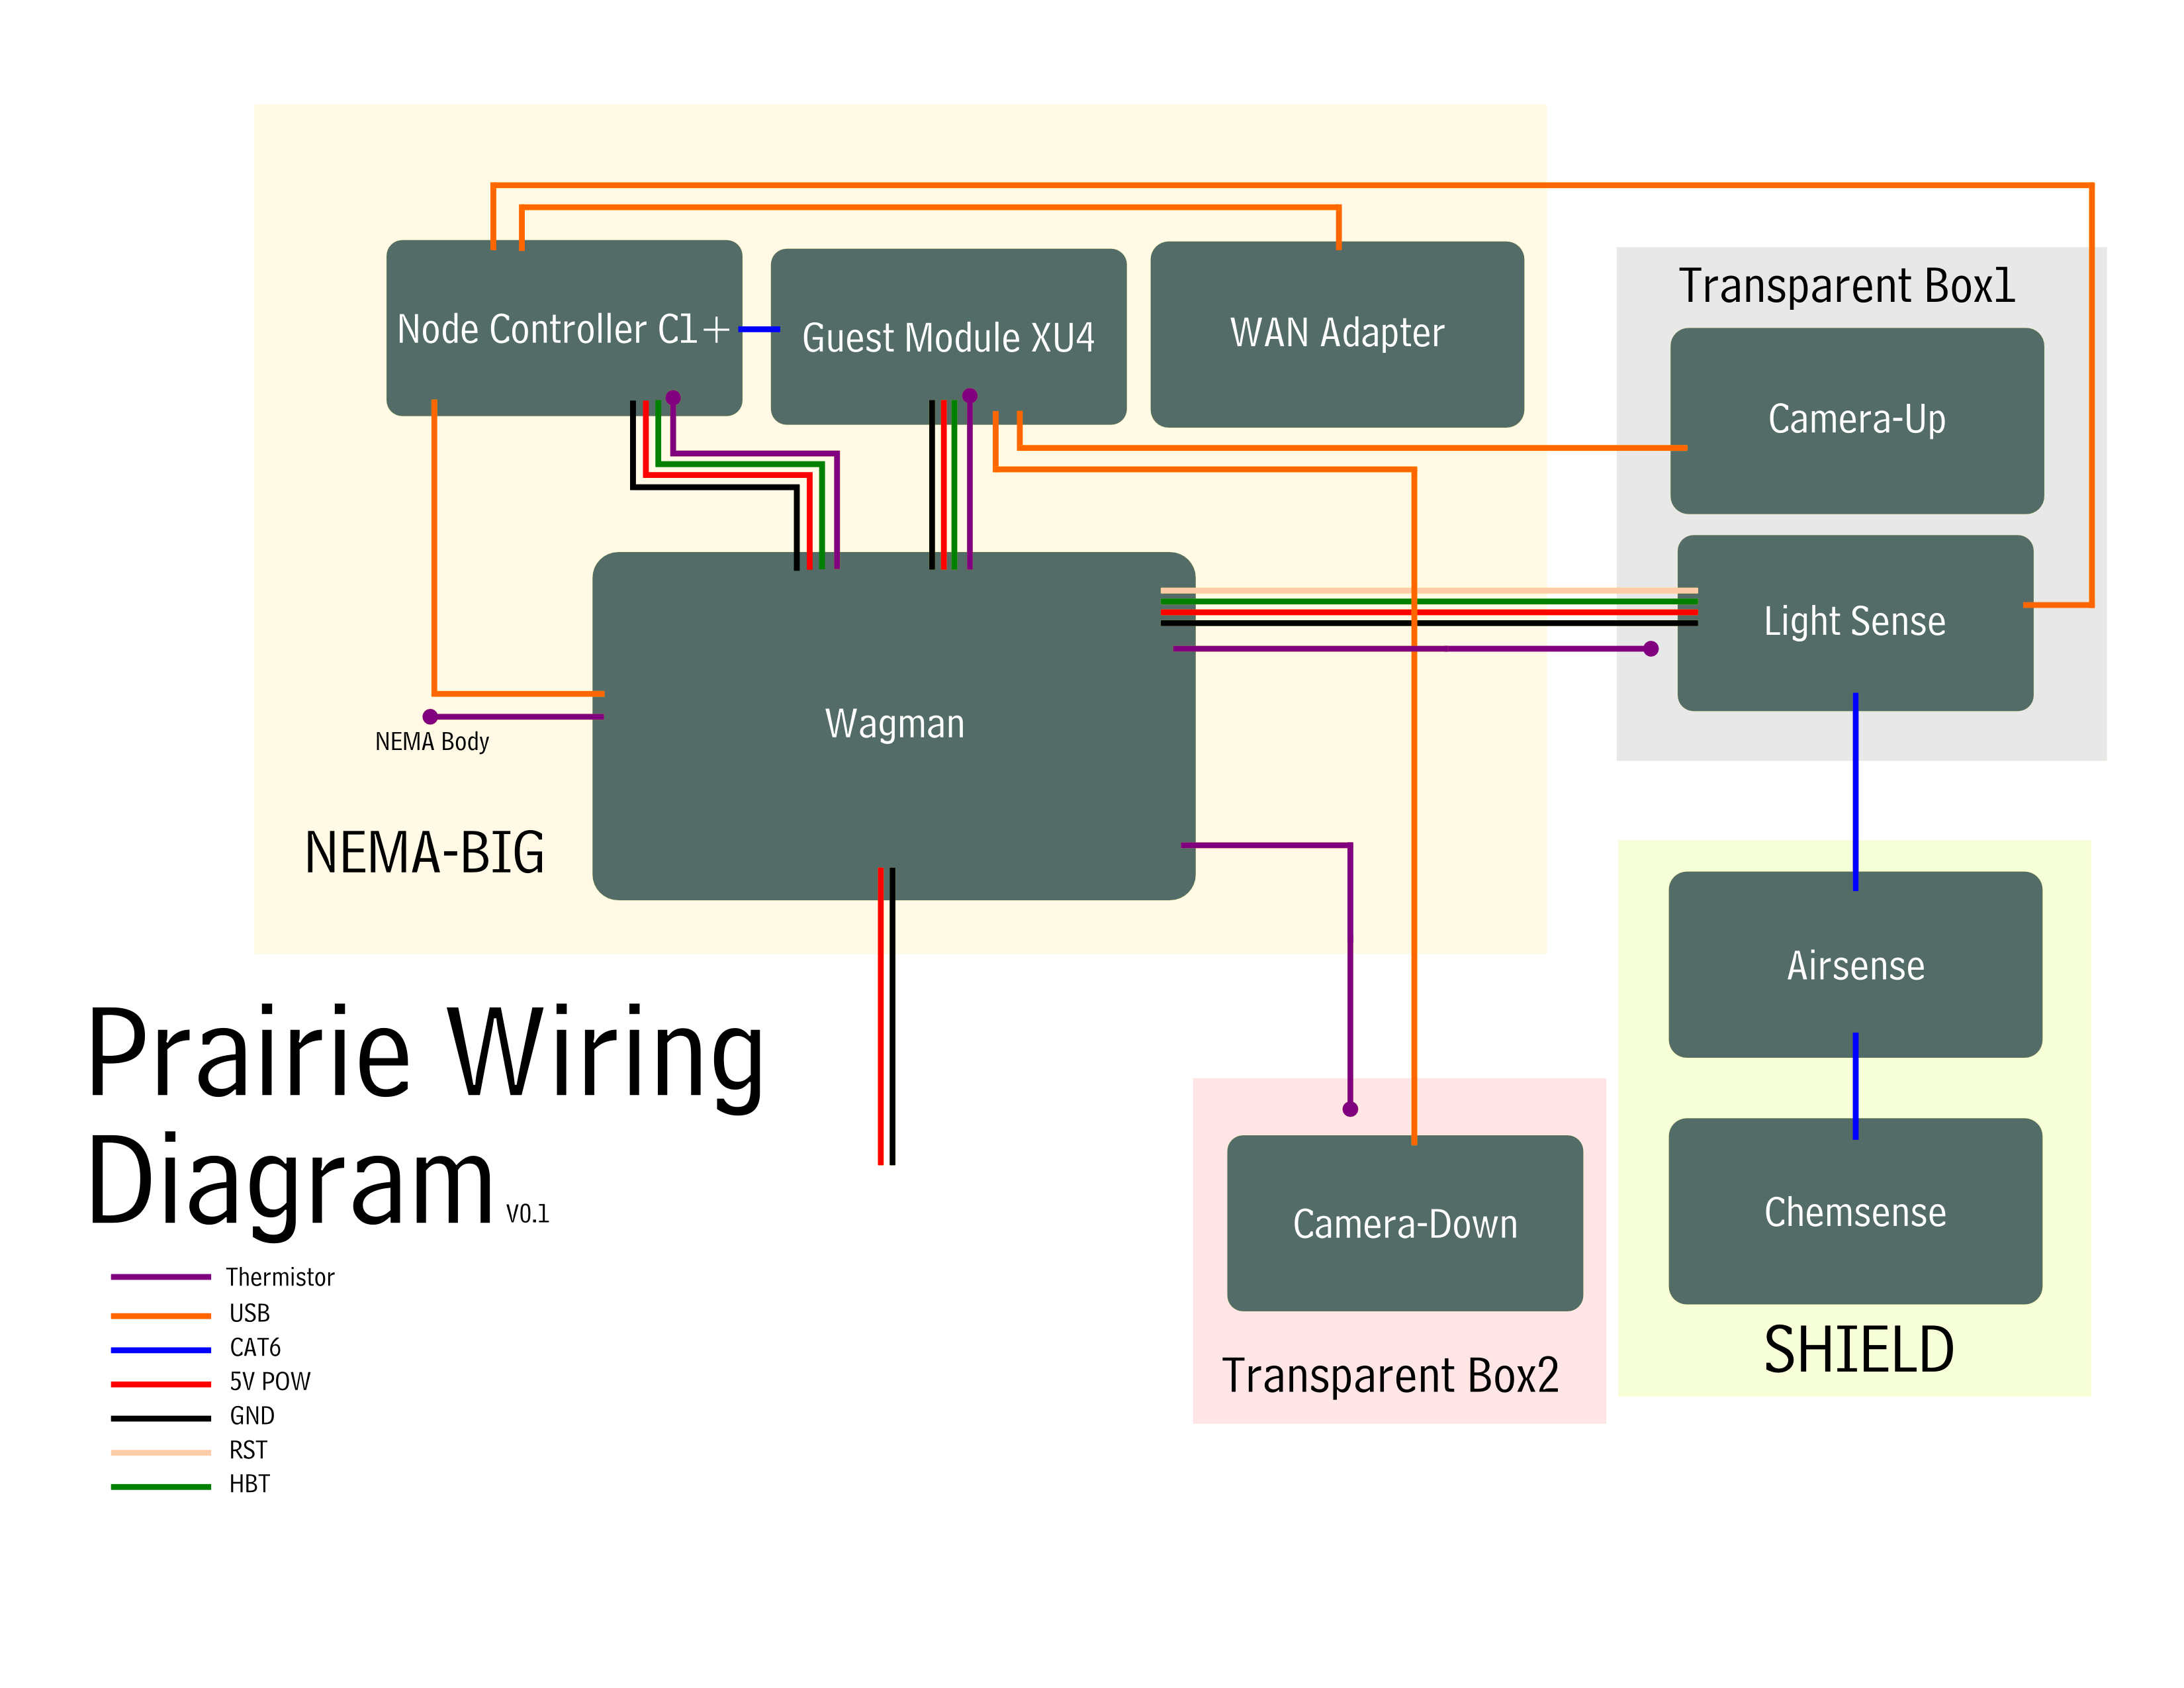 Node Controller C1+
Guest Module XU4
WAN Adapter
Transparent Box1
Camera-Up
Light Sense
Wagman
NEMA Body
NEMA-BIG
Airsense
Chemsense
SHIELD
Camera-Down
Transparent Box2
Prairie Wiring
Diagram V0.1
Thermistor
USB
CAT6
5V POW
GND
RST
HBT